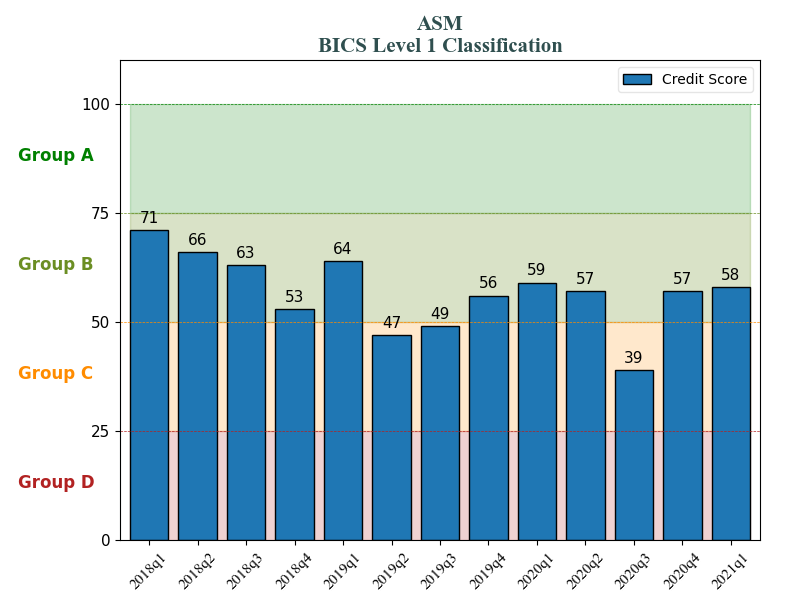 ASM
BICS Level 1 Classification
Credit Score
100
Group A
75
Group B
50
Group C
25
Group D
0
71
66
63
53
64
47
49
56
59
57
39
57
58
2018q1
2018q2
2018q3
2018q4
2019q1
2019q2
2019q3
2019q4
2020q1
2020q2
2020q3
2020q4
2021q1